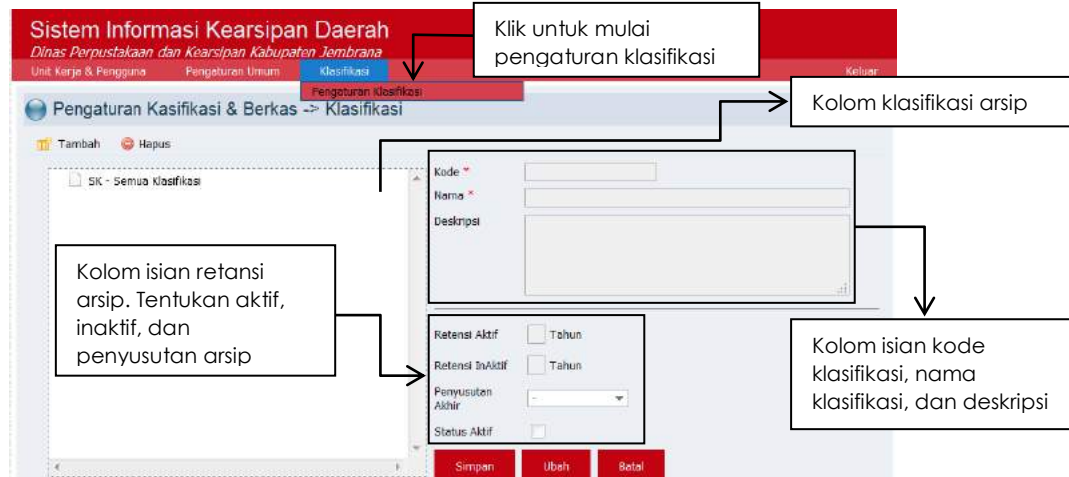 Sistem Informasi Kearsipan Daerah
Dinas Perpustakaan dan Kearsipan Kabupaten Jembrana
Unit Kerja & Pengguna Pengaturan Umum Klasifikasi Keluar
Pengaturan Klasifikasi
Klik untuk mulai
pengaturan klasifikasi
Pengaturan Kasifikasi & Berkas -> Klasifikasi
Kolom klasifikasi arsip
Tambah Hapus
SK - Semua Klasifikasi
Kode *
Nama *
Deskripsi
Kolom isian retansi
arsip. Tentukan aktif,
inaktif, dan
penyusutan arsip
Retensi Aktif Tahun
Retensi InAktif Tahun
Penyusutan
Akhir -
Status Aktif
Kolom isian kode
klasifikasi, nama
klasifikasi, dan deskripsi
Simpan Ubah Batal